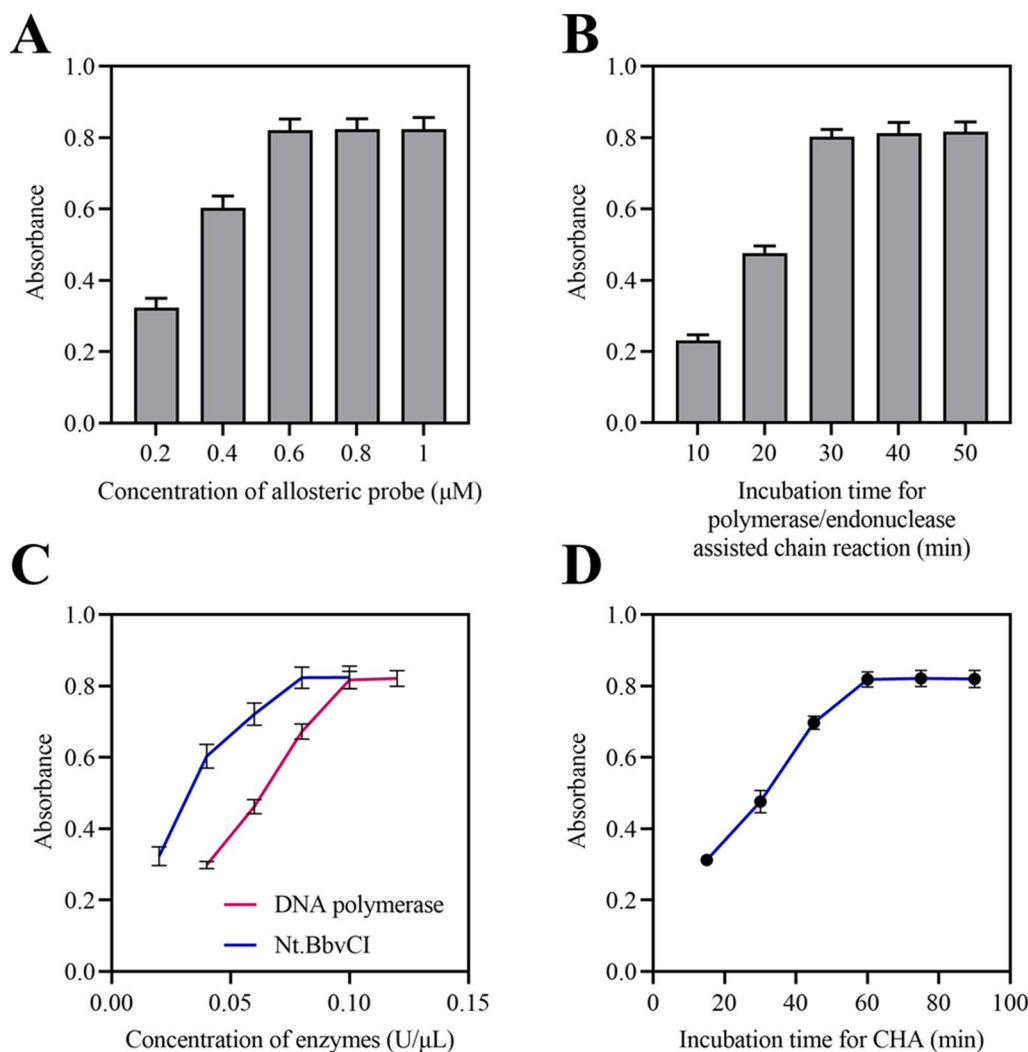 A
1.0
0.8
0.6
0.4
0.2
0.0
Absorbance
0.2 0.4 0.6 0.8 1
Concentration of allosteric probe (μM)
B
1.0
0.8
0.6
0.4
0.2
0.0
Absorbance
10 20 30 40 50
Incubation time for
polymerase/endonuclease
assisted chain reaction (min)
C
1.0
0.8
0.6
0.4
0.2
0.0
Absorbance
DNA polymerase
Nt.BbvCI
0.00 0.05 0.10 0.15
Concentration of enzymes (U/μL)
D
1.0
0.8
0.6
0.4
0.2
0.0
Absorbance
0 20 40 60 80 100
Incubation time for CHA (min)